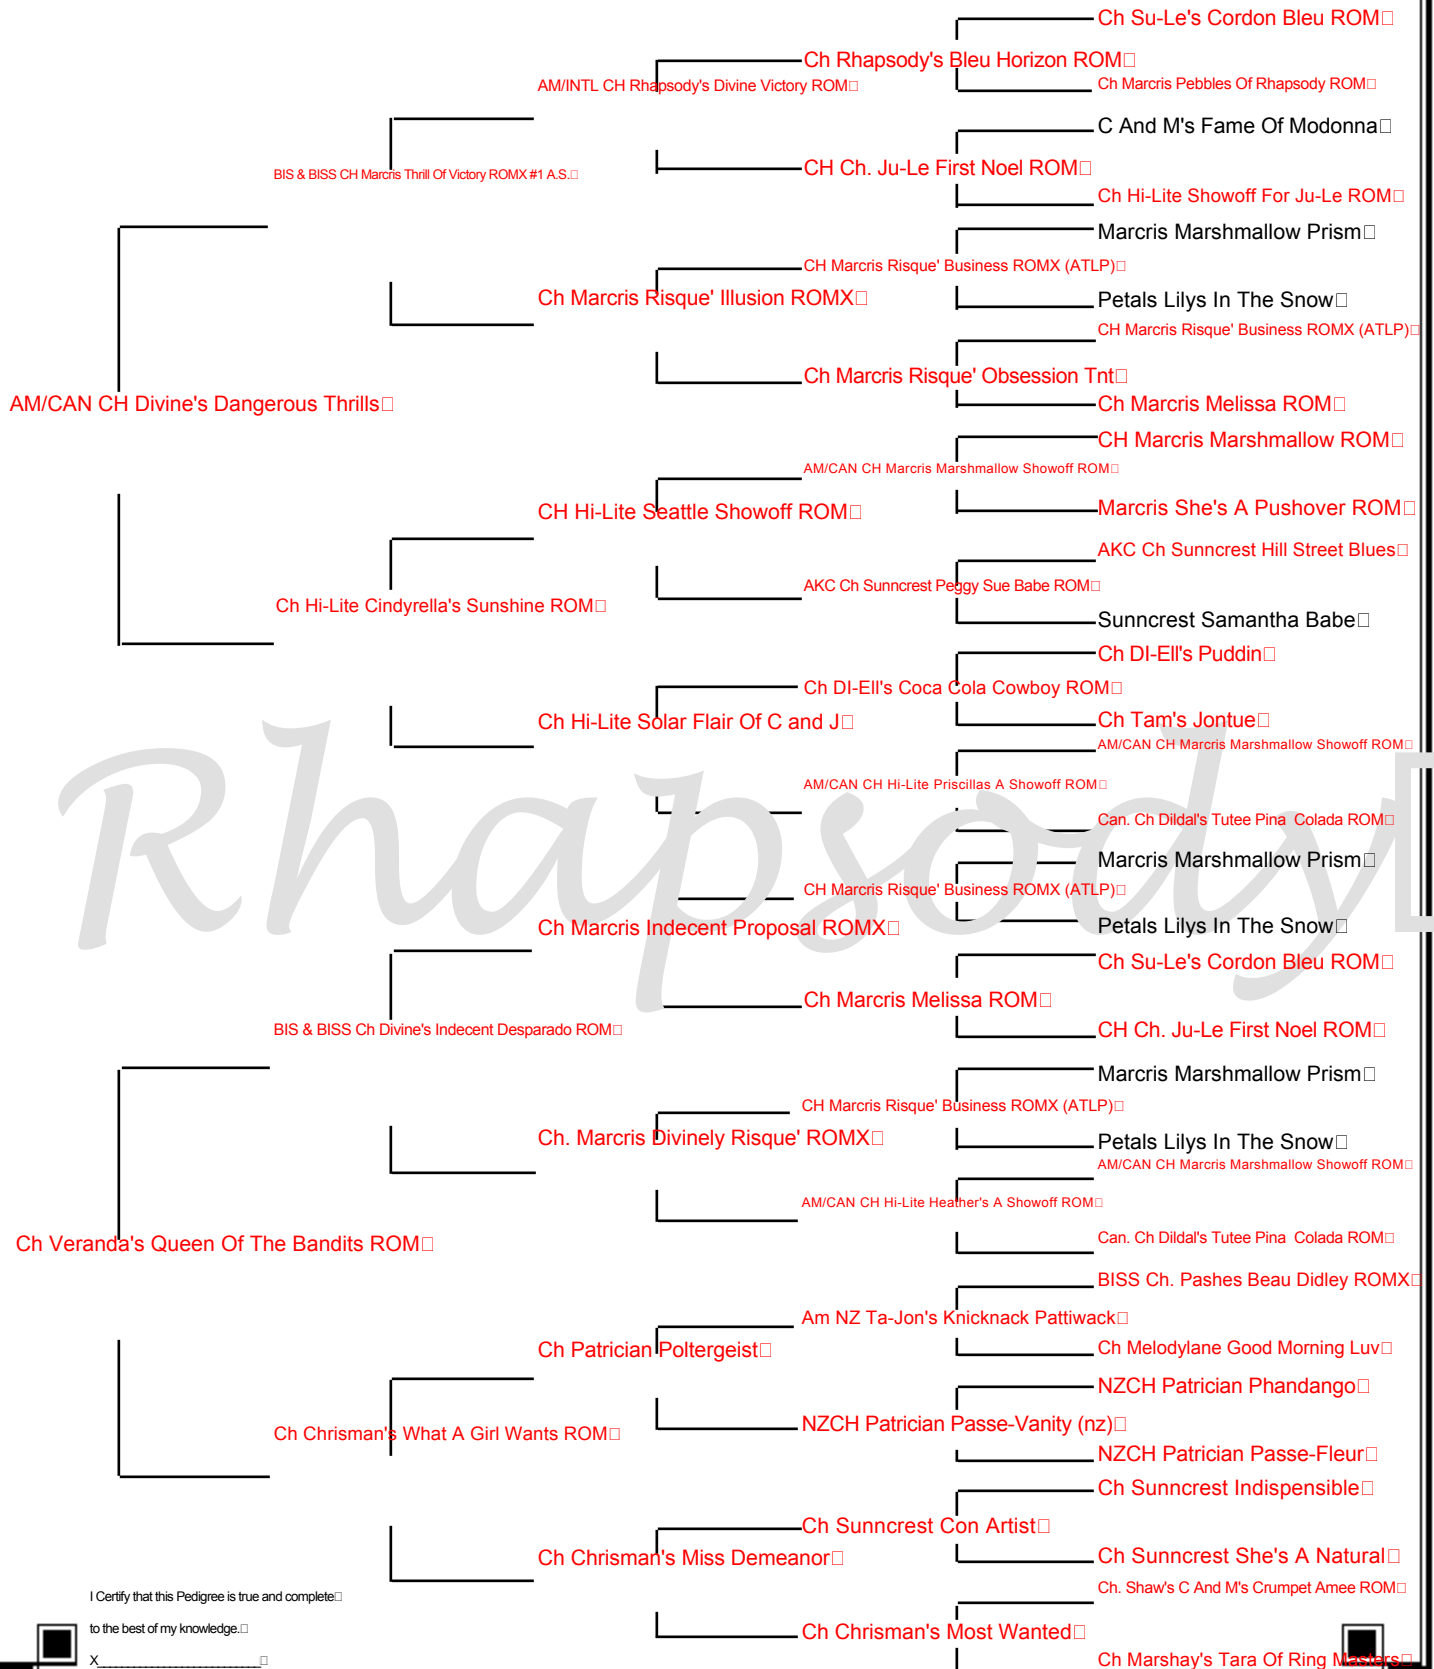 Ch Su-Le's Cordon Bleu ROM
Ch Rhapsody's Bleu Horizon ROM
AM/INTL CH Rhapsody's Divine Victory ROM
Ch Marcris Pebbles Of Rhapsody ROM
C And M's Fame Of Modonna
CH Ch. Ju-Le First Noel ROM
BIS & BISS CH Marcris Thrill Of Victory ROMX #1 A.S.
Ch Hi-Lite Showoff For Ju-Le ROM
Marcris Marshmallow Prism
CH Marcris Risque' Business ROMX (ATLP)
Ch Marcris Risque' Illusion ROMX
Petals Lilys In The Snow
CH Marcris Risque' Business ROMX (ATLP)
Ch Marcris Risque' Obsession Tnt
AM/CAN CH Divine's Dangerous Thrills
Ch Marcris Melissa ROM
CH Marcris Marshmallow ROM
AM/CAN CH Marcris Marshmallow Showoff ROM
CH Hi-Lite Seattle Showoff ROM
Marcris She's A Pushover ROM
AKC Ch Sunncrest Hill Street Blues
AKC Ch Sunncrest Peggy Sue Babe ROM
Ch Hi-Lite Cindyrella's Sunshine ROM
Sunncrest Samantha Babe
Ch DI-Ell's Puddin
Ch DI-Ell's Coca Cola Cowboy ROM
Ch Hi-Lite Solar Flair Of C and J
Ch Tam's Jontue
AM/CAN CH Marcris Marshmallow Showoff ROM
AM/CAN CH Hi-Lite Priscillas A Showoff ROM
Can. Ch Dildal's Tutee Pina  Colada ROM
Rhapsody
Marcris Marshmallow Prism
CH Marcris Risque' Business ROMX (ATLP)
Ch Marcris Indecent Proposal ROMX
Petals Lilys In The Snow
Ch Su-Le's Cordon Bleu ROM
Ch Marcris Melissa ROM
BIS & BISS Ch Divine's Indecent Desparado ROM
CH Ch. Ju-Le First Noel ROM
Marcris Marshmallow Prism
CH Marcris Risque' Business ROMX (ATLP)
Ch. Marcris Divinely Risque' ROMX
Petals Lilys In The Snow
AM/CAN CH Marcris Marshmallow Showoff ROM
AM/CAN CH Hi-Lite Heather's A Showoff ROM
Can. Ch Dildal's Tutee Pina  Colada ROM
Ch Veranda's Queen Of The Bandits ROM
BISS Ch. Pashes Beau Didley ROMX
Am NZ Ta-Jon's Knicknack Pattiwack
Ch Patrician Poltergeist
Ch Melodylane Good Morning Luv
NZCH Patrician Phandango
NZCH Patrician Passe-Vanity (nz)
Ch Chrisman's What A Girl Wants ROM
NZCH Patrician Passe-Fleur
Ch Sunncrest Indispensible
Ch Sunncrest Con Artist
Ch Chrisman's Miss Demeanor
Ch Sunncrest She's A Natural
Ch. Shaw's C And M's Crumpet Amee ROM
I Certify that this Pedigree is true and complete
to the best of my knowledge.
Ch Chrisman's Most Wanted
Ch Marshay's Tara Of Ring Masters
X___________________________